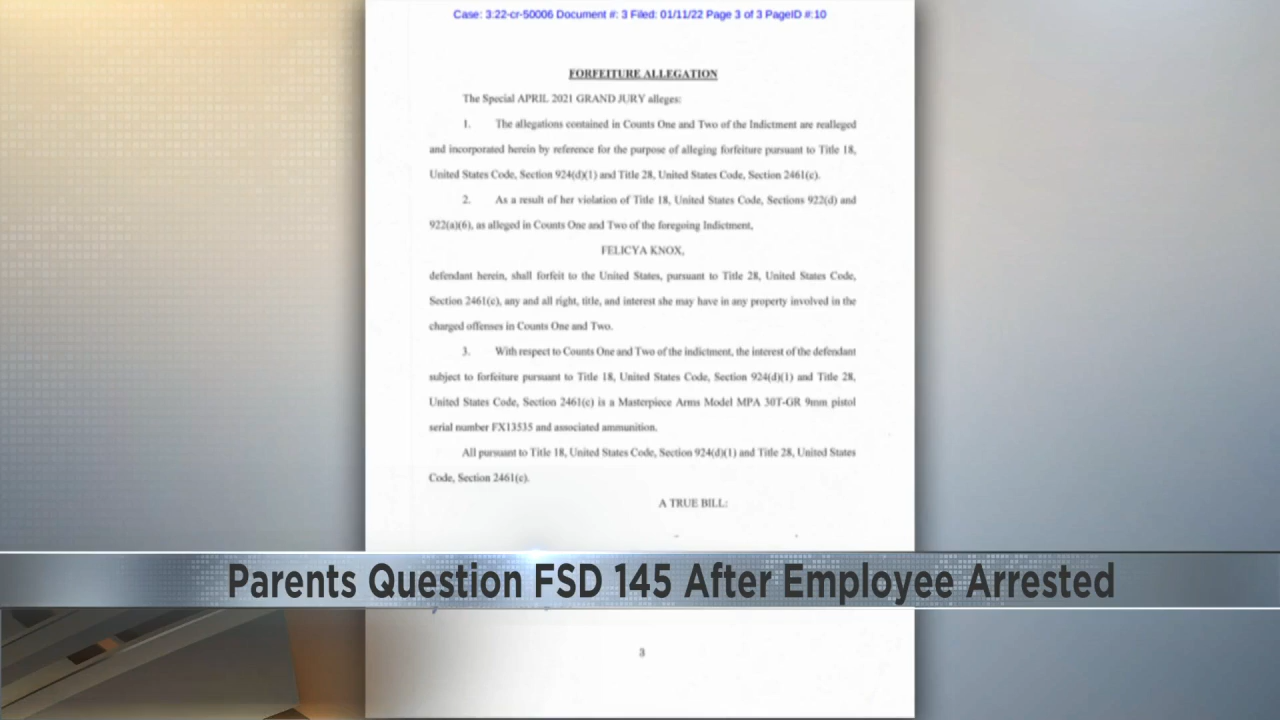 Case: 3:22-cr-50006 Document #: 3 Filed: 01/11/22 Page 3 of 3 PageID #:10
FORFEITURE ALLEGATION
The Special APRIL 2021 GRAND JURY alleges:
1. The allegations contained in Counts One and Two of the Indictment are realleged
and incorporated herein by reference for the purpose of alleging forfeiture pursuant to Title 18,
United States Code, Section 924(d)(1) and Title 28, United States Code, Section 2461(c).
2. As a result of her violation of Title 18, United States Code, Sections 922(d) and
922(a)(6), as alleged in Counts One and Two of the foregoing Indictment,
FELICYA KNOX,
defendant herein, shall forfeit to the United States, pursuant to Title 28, United States Code,
Section 2461(c), any and all right, title, and interest she may have in any property involved in the
charged offenses in Counts One and Two.
3. With respect to Counts One and Two of the indictment, the interest of the defendant
subject to forfeiture pursuant to Title 18, United States Code, Section 924(d)(1) and Title 28,
United States Code, Section 2461(c) is a Masterpiece Arms Model MPA 30T-GR 9mm pistol
serial number FX13535 and associated ammunition.
All pursuant to Title 18, United States Code, Section 924(d)(1) and Title 28, United States
Code, Section 2461(c).
A TRUE BILL:
Parents Question FSD 145 After Employee Arrested
3